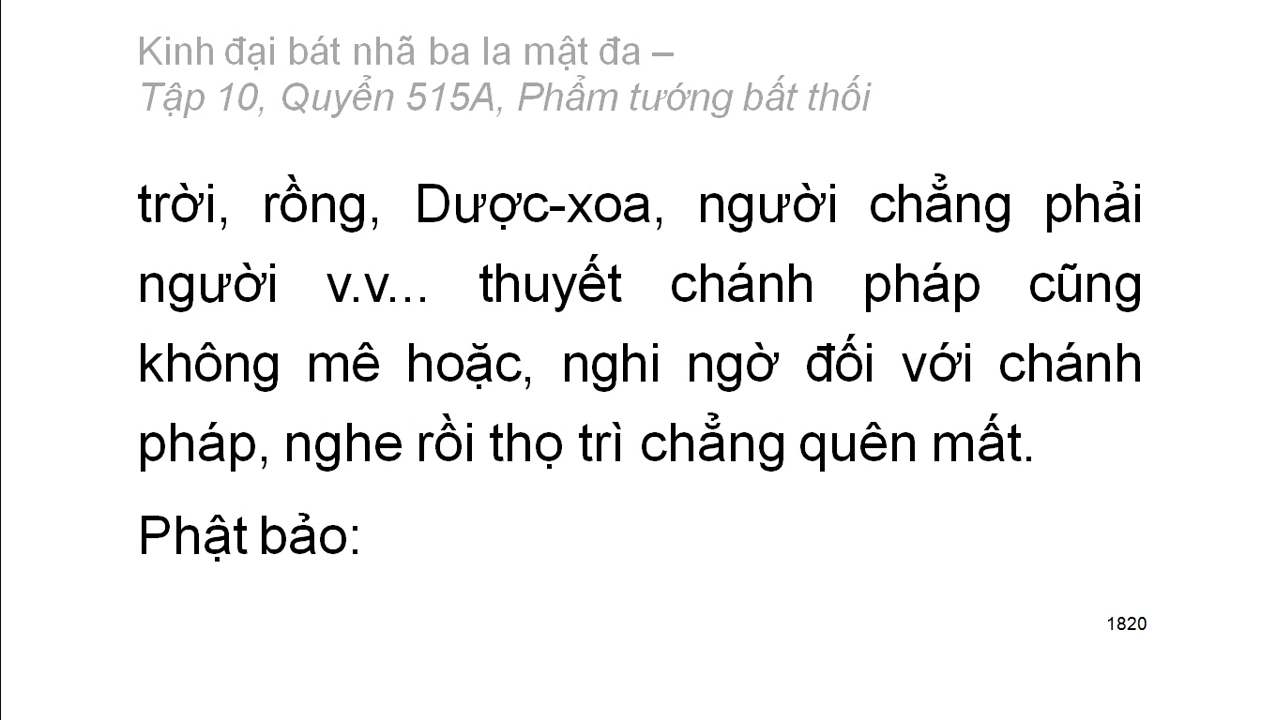 Kinh đại bát nhã ba la mật đa –
Tập 10, Quyển 515A, Phẩm tướng bất thối
trời, rồng, Dược-xoa, người chẳng phải
người v.v... thuyết chánh pháp cũng
không mê hoặc, nghi ngờ đối với chánh
pháp, nghe rồi thọ trì chẳng quên mất.
Phật bảo:
1820